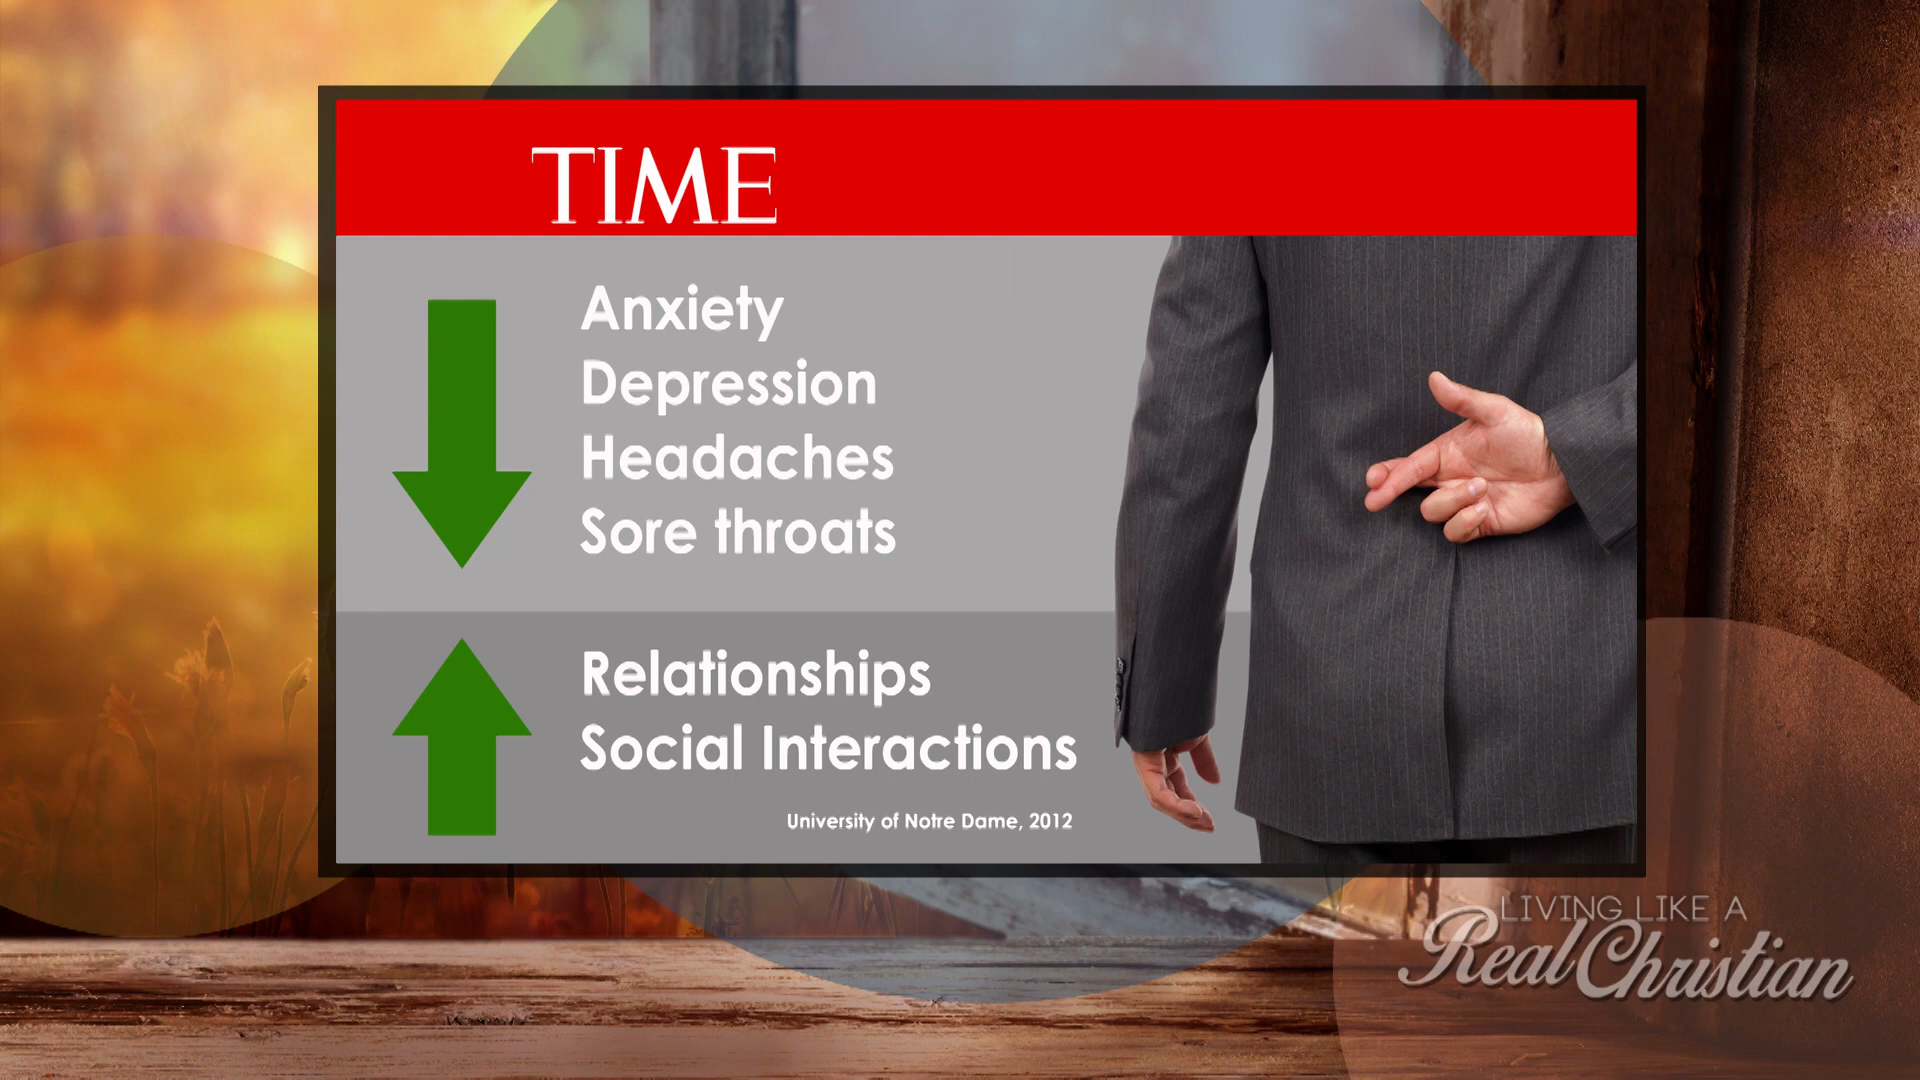 TIME
Anxiety
Depression
Headaches
Sore throats
Relationships
Social Interactions
University of Notre Dame, 2012
LIVING LIKE A
Real Christian